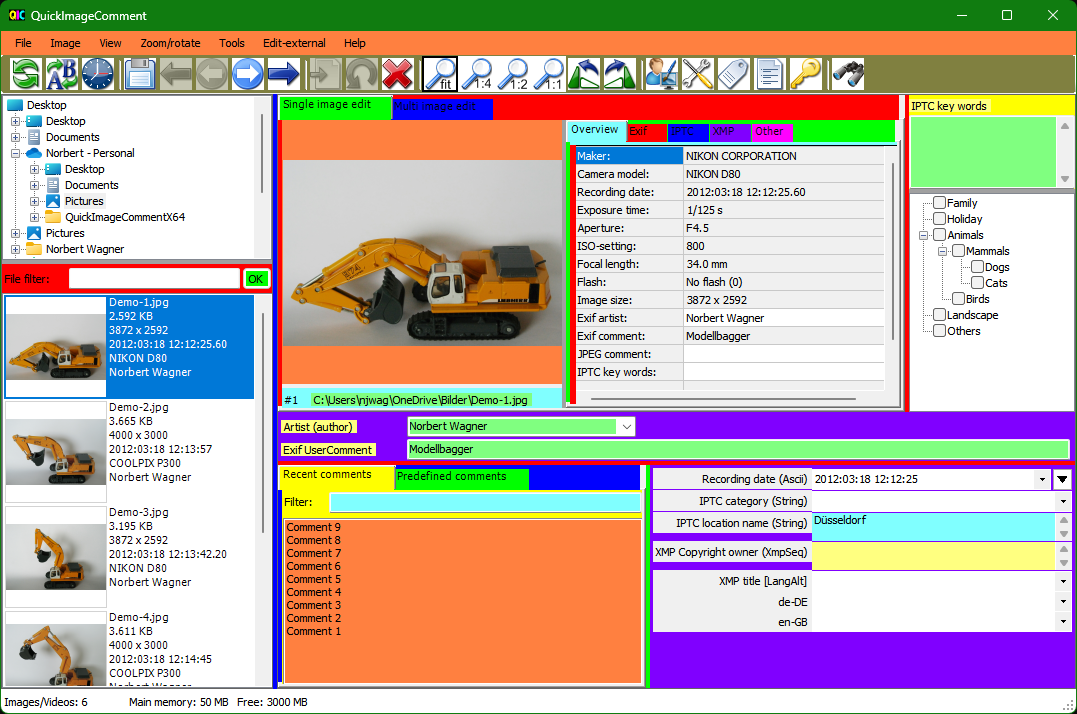 QIC QuickImageComment
File Image View Zoom/rotate Tools Edit-external Help
fit 1:4 1:2 1:1
Desktop
Desktop
Documents
Norbert - Personal
Desktop
Documents
Pictures
QuickImageCommentX64
Pictures
Norbert Wagner
File filter: OK
Demo-1.jpg
2.592 KB
3872 x 2592
2012:03:18 12:12:25.60
NIKON D80
Norbert Wagner
Demo-2.jpg
3.665 KB
4000 x 3000
2012:03:18 12:13:57
COOLPIX P300
Norbert Wagner
Demo-3.jpg
3.195 KB
3872 x 2592
2012:03:18 12:13:42.20
NIKON D80
Norbert Wagner
Demo-4.jpg
3.611 KB
4000 x 3000
2012:03:18 12:14:45
COOLPIX P300
Norbert Wagner
Single image edit Multi image edit
LIEBHERR
#1 C:\Users\njwag\OneDrive\Bilder\Demo-1.jpg
Overview Exif IPTC XMP Other
Maker: NIKON CORPORATION
Camera model: NIKON D80
Recording date: 2012:03:18 12:12:25.60
Exposure time: 1/125 s
Aperture: F4.5
ISO-setting: 800
Focal length: 34.0 mm
Flash: No flash (0)
Image size: 3872 x 2592
Exif artist: Norbert Wagner
Exif comment: Modellbagger
JPEG comment:
IPTC key words:
IPTC key words
Family
Holiday
Animals
Mammals
Dogs
Cats
Birds
Landscape
Others
Artist (author) Norbert Wagner
Exif UserComment Modellbagger
Recent comments Predefined comments
Filter:
Comment 9
Comment 8
Comment 7
Comment 6
Comment 5
Comment 4
Comment 3
Comment 2
Comment 1
Recording date (Ascii) 2012:03:18 12:12:25
IPTC category (String)
IPTC location name (String) Düsseldorf
XMP Copyright owner (XmpSeq)
XMP title [LangAlt]
de-DE
en-GB
Images/Videos: 6 Main memory: 50 MB Free: 3000 MB